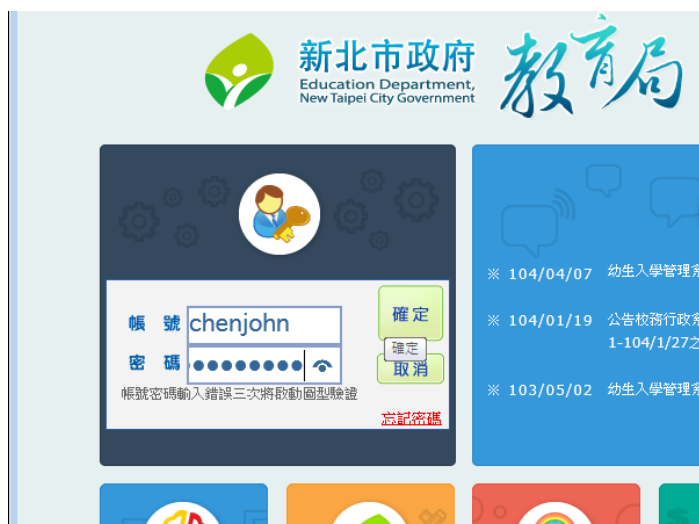 新北市政府
Education Department,
New Taipei City Government
教育局
帳 號 chenjohn
確定
密 碼
確定
取消
帳號密碼輸入錯誤三次將啟動圖型驗證
忘記密碼
※ 104/04/07 幼生入學管理系
※ 104/01/19 公告校務行政系
1-104/1/27之
※ 103/05/02 幼生入學管理系